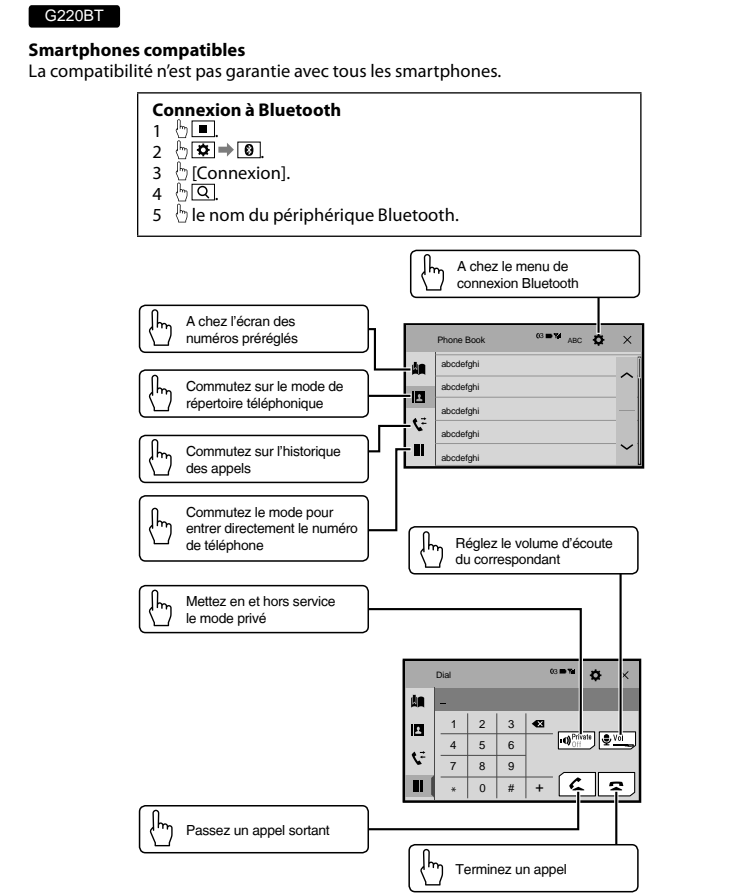 G220BT
Smartphones compatibles
La compatibilité n'est pas garantie avec tous les smartphones.
Connexion à Bluetooth
1 .
2 .
3 [Connexion].
4 .
5 le nom du périphérique Bluetooth.
A chez le menu de
connexion Bluetooth
A chez l'écran des
numéros préréglés
Commutez sur le mode de
répertoire téléphonique
Commutez sur l'historique
des appels
Commutez le mode pour
entrer directement le numéro
de téléphone
Phone Book
ABC
abcdefghi
abcdefghi
abcdefghi
abcdefghi
abcdefghi
Réglez le volume d'écoute
du correspondant
Mettez en et hors service
le mode privé
Dial
_
1 2 3
4 5 6
7 8 9
* 0 # +
Private
Off
Vol
Passez un appel sortant
Terminez un appel